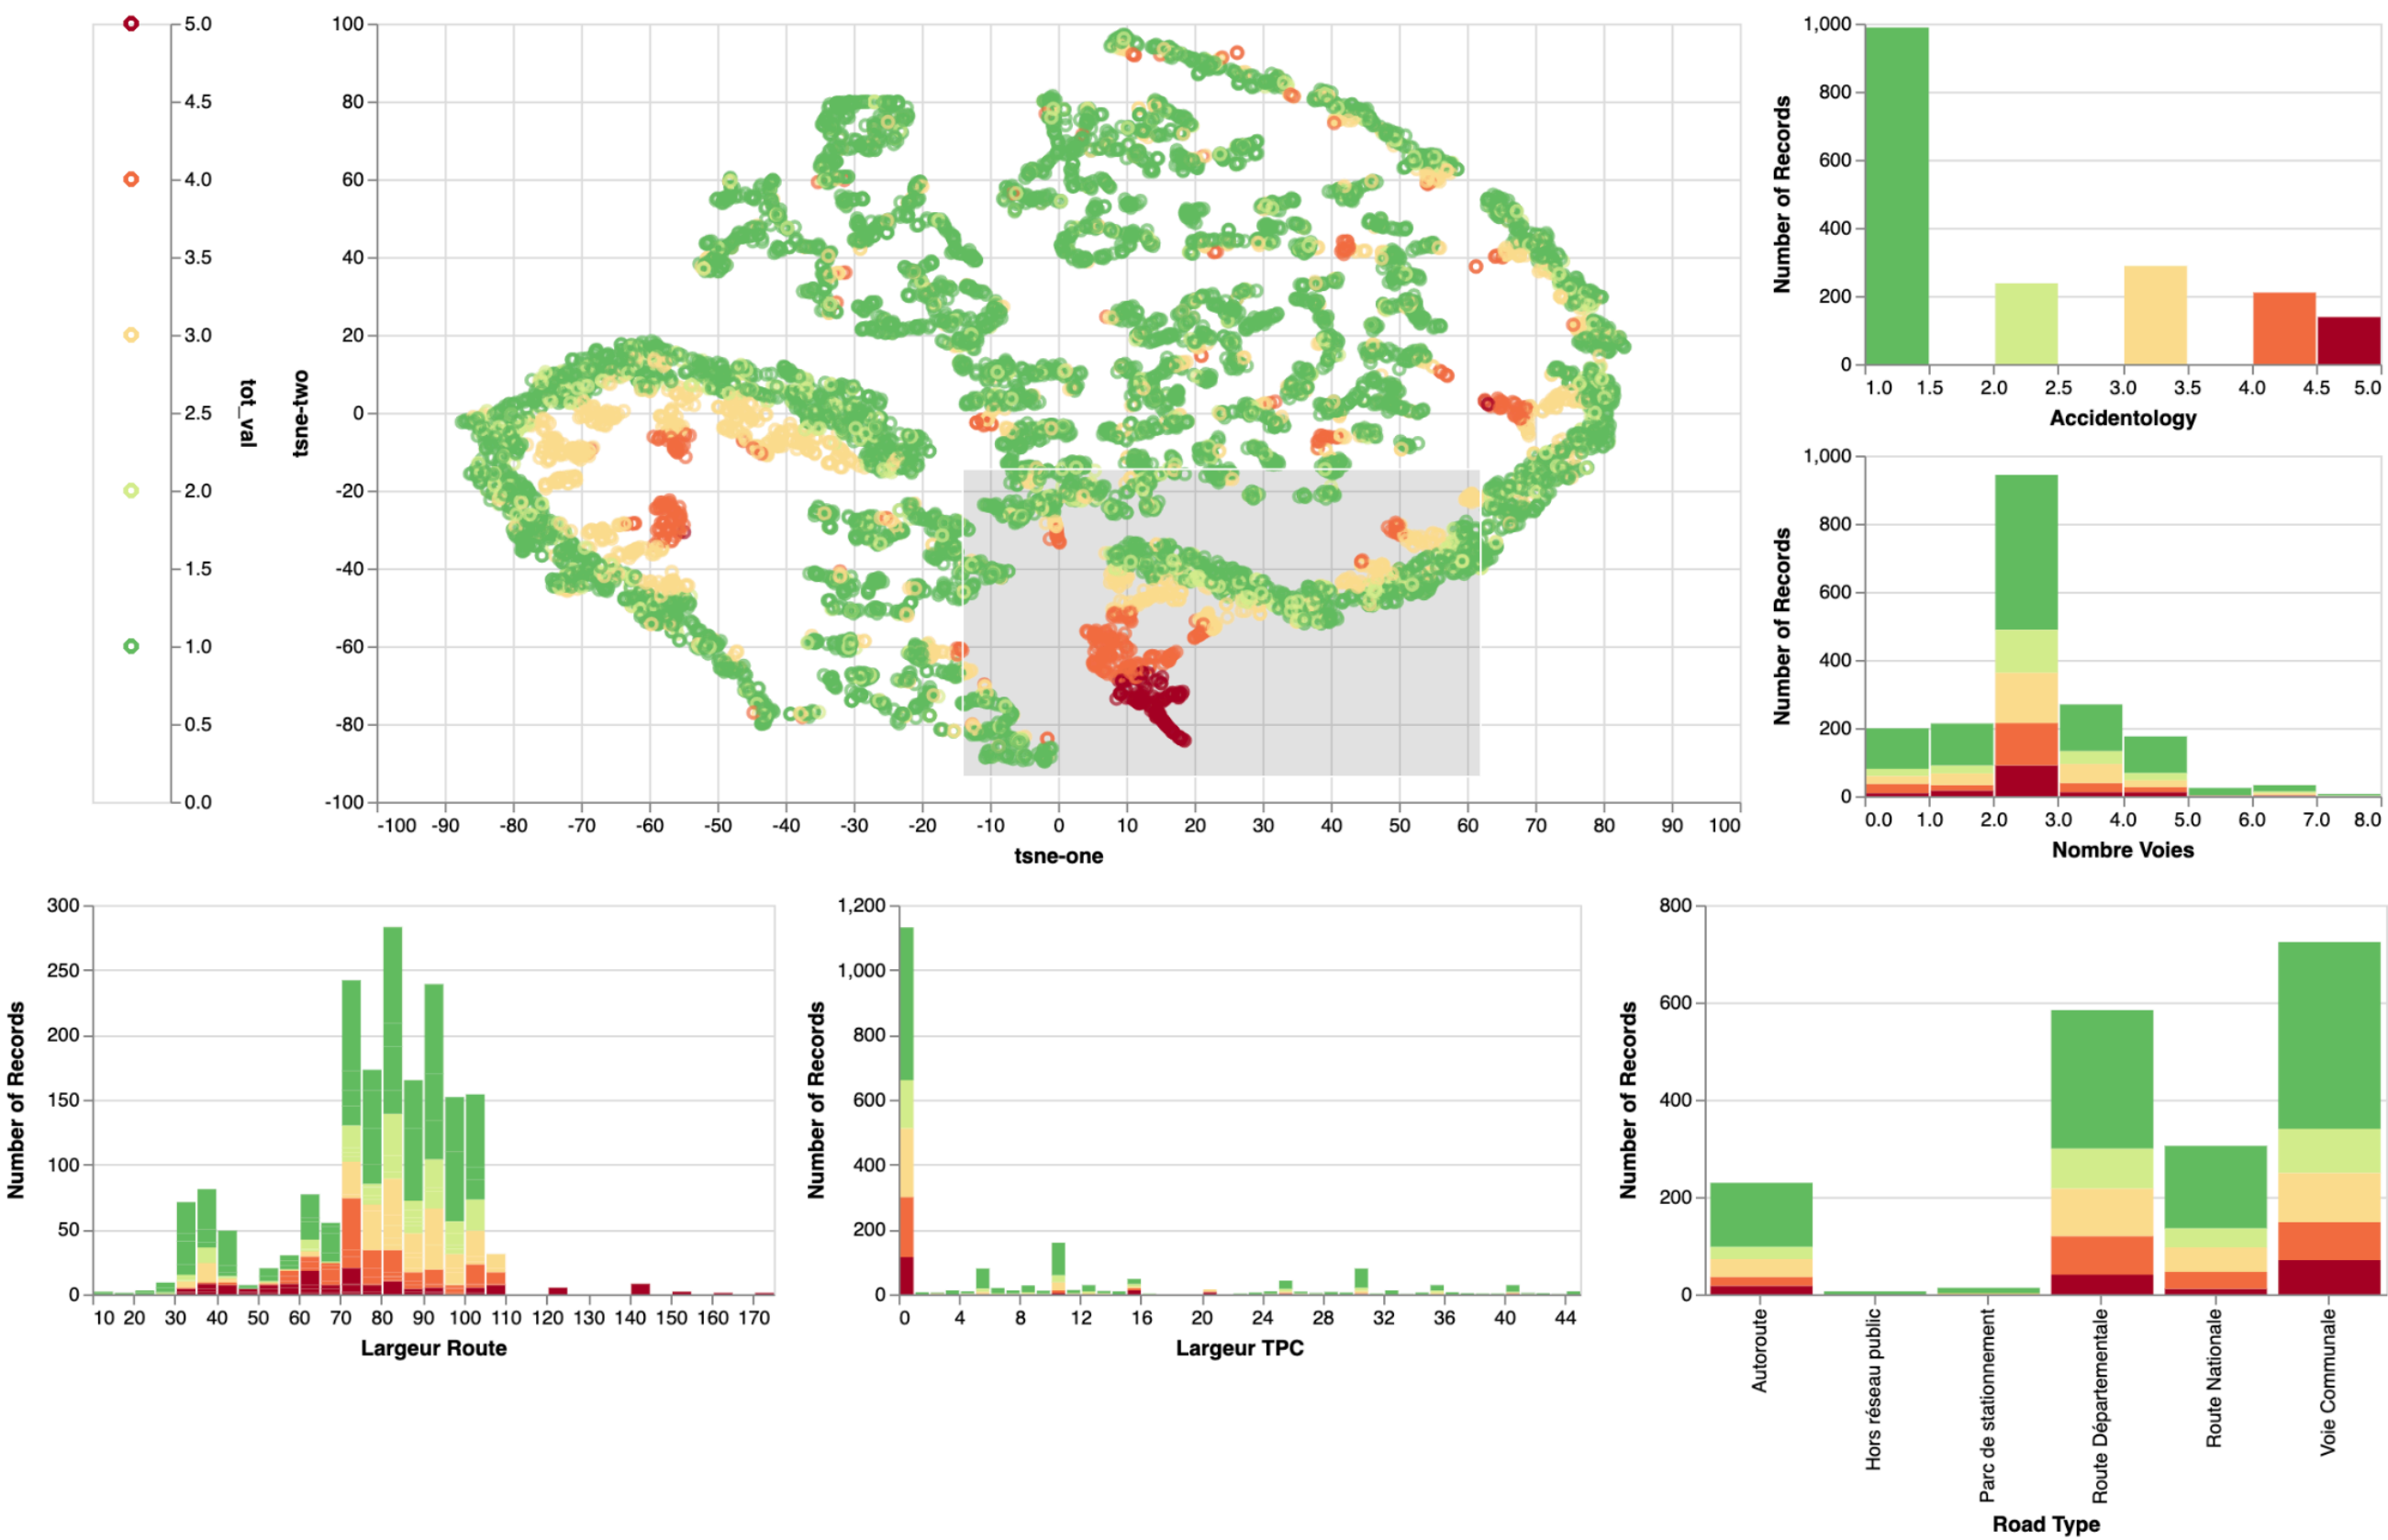 5.0
4.5
4.0
3.5
3.0
2.5
2.0
1.5
1.0
0.5
0.0
tot_val
100
80
60
40
20
0
-20
-40
-60
-80
-100
tsne-two
-100 -90 -80 -70 -60 -50 -40 -30 -20 -10 0 10 20 30 40 50 60 70 80 90 100
tsne-one
1,000
800
600
400
200
0
Number of Records
1.0 1.5 2.0 2.5 3.0 3.5 4.0 4.5 5.0
Accidentology
1,000
800
600
400
200
0
Number of Records
0.0 1.0 2.0 3.0 4.0 5.0 6.0 7.0 8.0
Nombre Voies
300
250
200
150
100
50
0
Number of Records
10 20 30 40 50 60 70 80 90 100 110 120 130 140 150 160 170
Largeur Route
1,200
1,000
800
600
400
200
0
Number of Records
0 4 8 12 16 20 24 28 32 36 40 44
Largeur TPC
800
600
400
200
0
Number of Records
Autoroute
Hors réseau public
Parc de stationnement
Route Départementale
Route Nationale
Voie Communale
Road Type